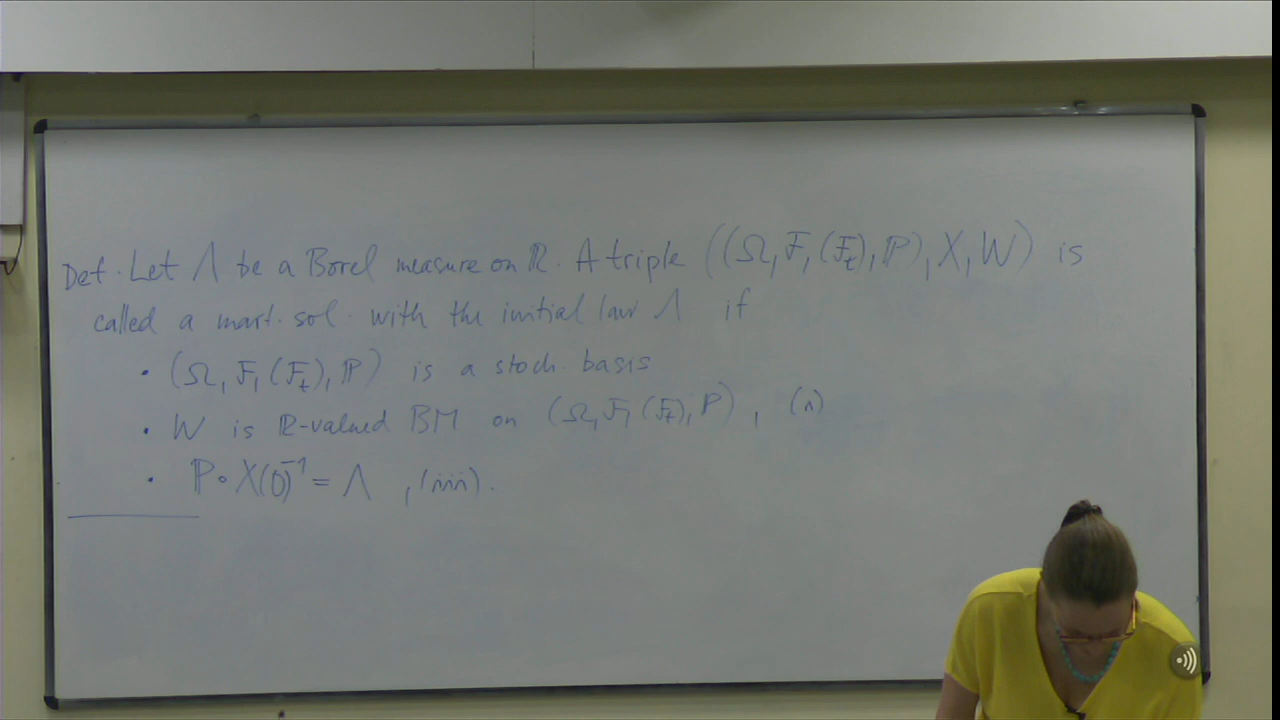 Def. Let Λ be a Borel measure on ℝ. A triple ((Ω, F, (F_t), ℙ), X, W) is
called a mart. sol. with the initial law Λ if
• (Ω, F, (F_t), ℙ) is a stoch. basis
• W is ℝ-valued BM on (Ω, F, (F_t), ℙ), (i)
• ℙ∘X(0)^{-1} = Λ, (iii).